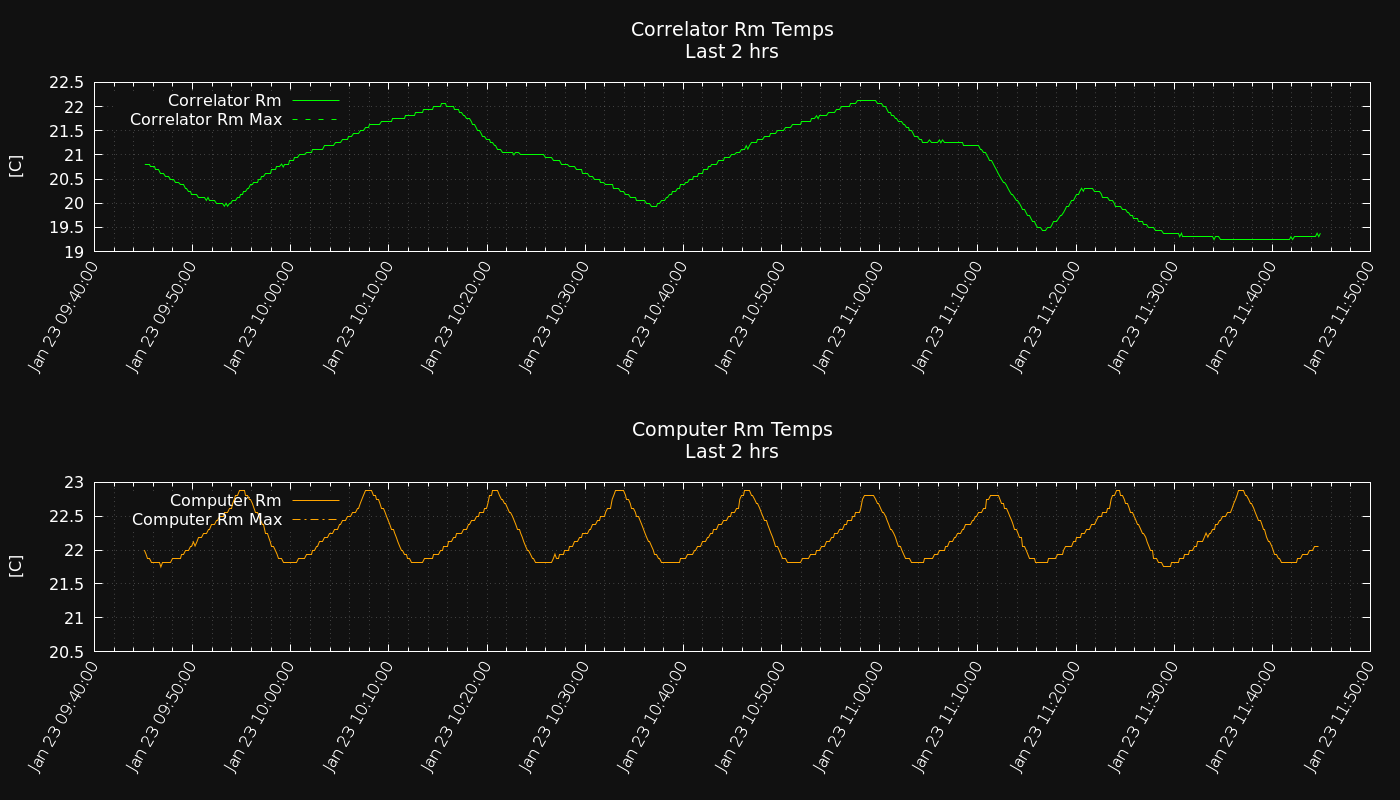 Correlator Rm Temps
Last 2 hrs
22.5
22
21.5
21
20.5
20
19.5
19
[C]
Correlator Rm
Correlator Rm Max
Jan 23 09:40:00
Jan 23 09:50:00
Jan 23 10:00:00
Jan 23 10:10:00
Jan 23 10:20:00
Jan 23 10:30:00
Jan 23 10:40:00
Jan 23 10:50:00
Jan 23 11:00:00
Jan 23 11:10:00
Jan 23 11:20:00
Jan 23 11:30:00
Jan 23 11:40:00
Jan 23 11:50:00
Computer Rm Temps
Last 2 hrs
23
22.5
22
21.5
21
20.5
[C]
Computer Rm
Computer Rm Max
Jan 23 09:40:00
Jan 23 09:50:00
Jan 23 10:00:00
Jan 23 10:10:00
Jan 23 10:20:00
Jan 23 10:30:00
Jan 23 10:40:00
Jan 23 10:50:00
Jan 23 11:00:00
Jan 23 11:10:00
Jan 23 11:20:00
Jan 23 11:30:00
Jan 23 11:40:00
Jan 23 11:50:00